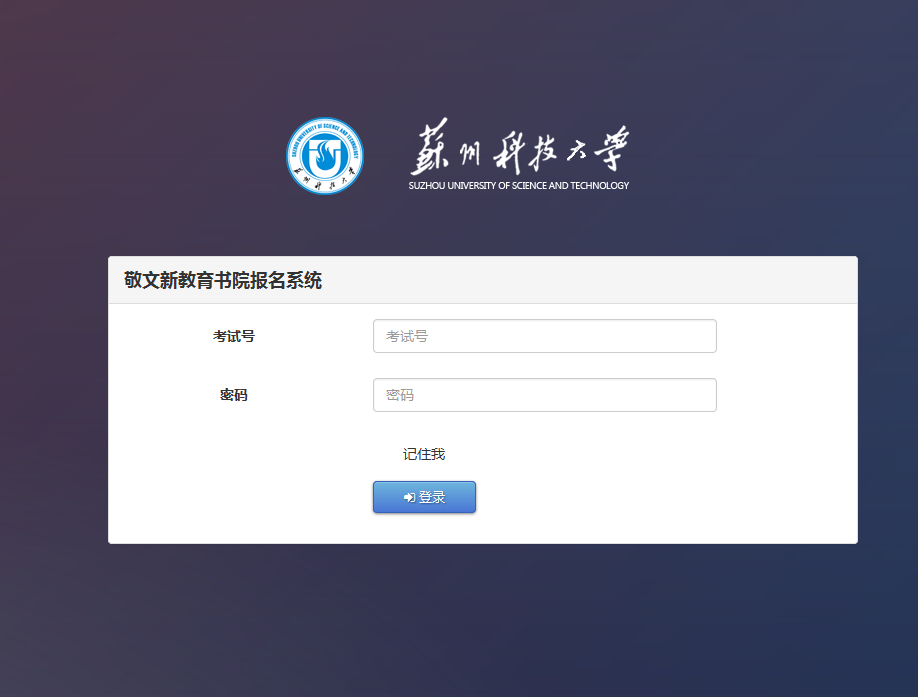 SUZHOU UNIVERSITY OF SCIENCE AND TECHNOLOGY
苏州科技大学
蘇州科技大学
SUZHOU UNIVERSITY OF SCIENCE AND TECHNOLOGY
敬文新教育书院报名系统
考试号
考试号
密码
密码
记住我
登录